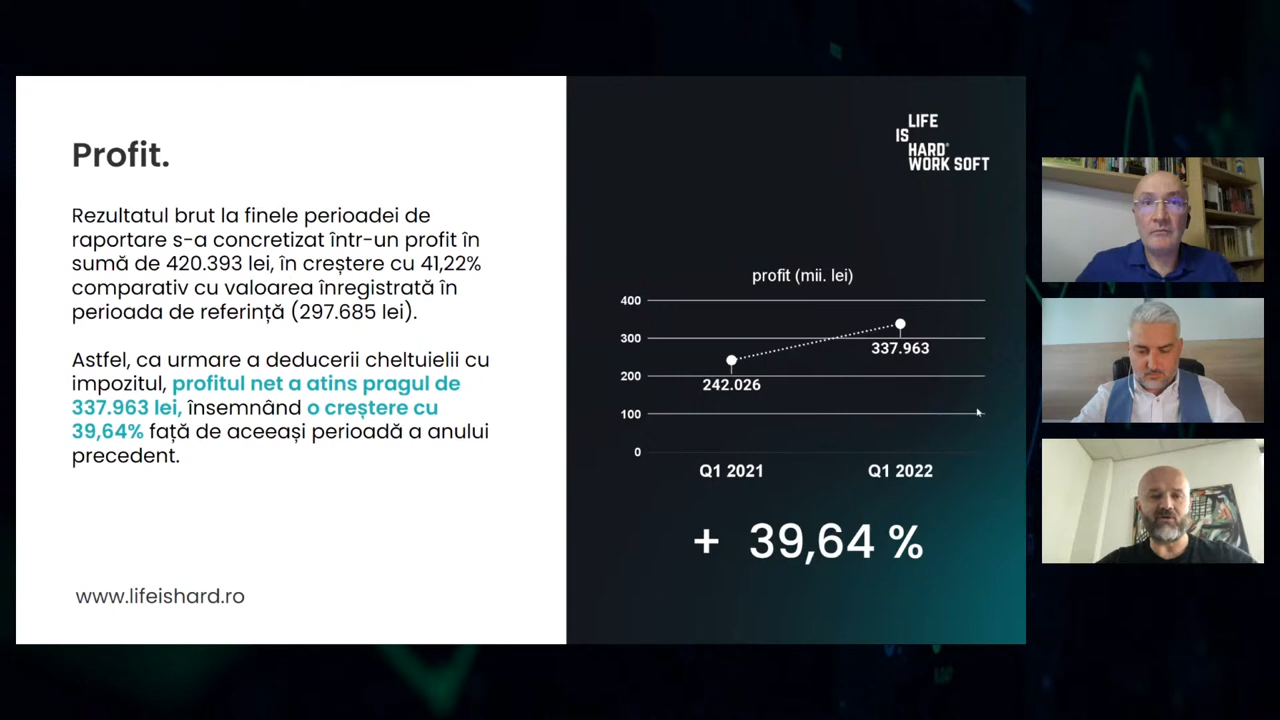 Profit.
Rezultatul brut la finele perioadei de
raportare s-a concretizat într-un profit în
sumă de 420.393 lei, în creștere cu 41,22%
comparativ cu valoarea înregistrată în
perioada de referință (297.685 lei).
Astfel, ca urmare a deducerii cheltuielii cu
impozitul, profitul net a atins pragul de
337.963 lei, însemnând o creștere cu
39,64% față de aceeași perioadă a anului
precedent.
www.lifeishard.ro
LIFE
IS
HARD®
WORK SOFT
profit (mii. lei)
400
300
337.963
200
242.026
100
0
Q1 2021 Q1 2022
+ 39,64 %